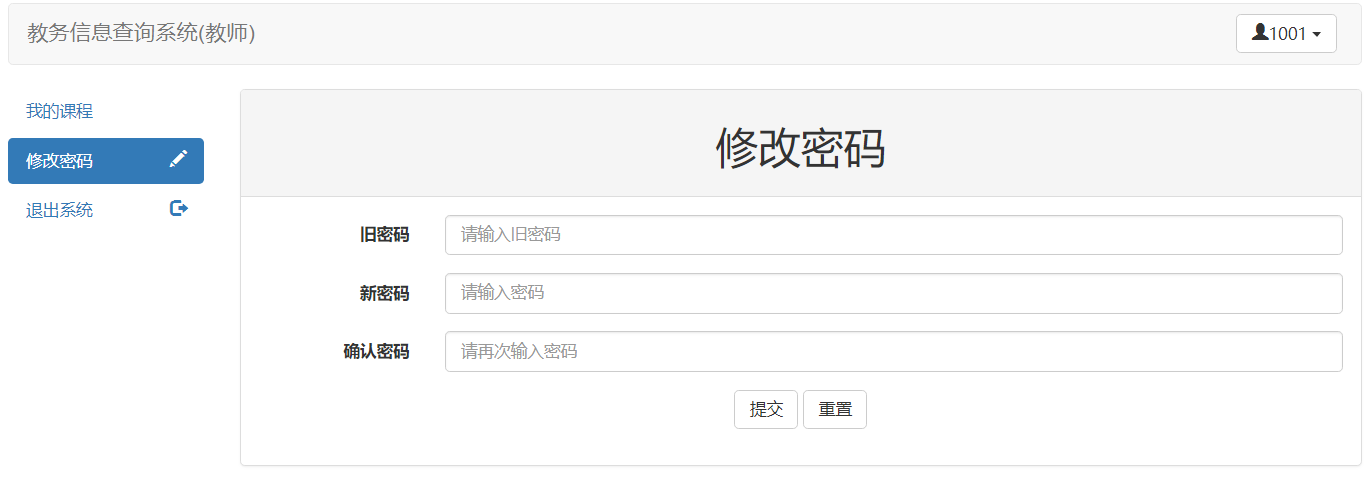 教务信息查询系统(教师)
1001
我的课程
修改密码
退出系统
修改密码
旧密码 请输入旧密码
新密码 请输入密码
确认密码 请再次输入密码
提交 重置